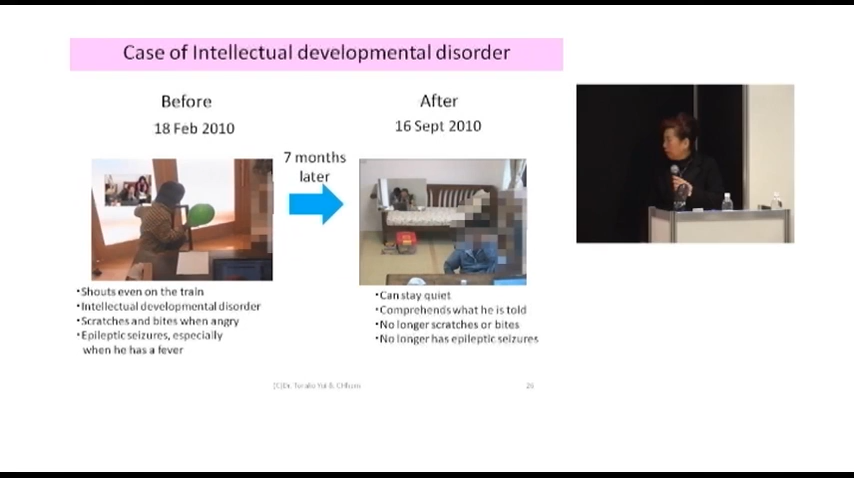 Case of Intellectual developmental disorder
Before
18 Feb 2010
After
16 Sept 2010
7 months
later
•Shouts even on the train
•Intellectual developmental disorder
•Scratches and bites when angry
•Epileptic seizures, especially
when he has a fever
•Can stay quiet
•Comprehends what he is told
•No longer scratches or bites
•No longer has epileptic seizures
26